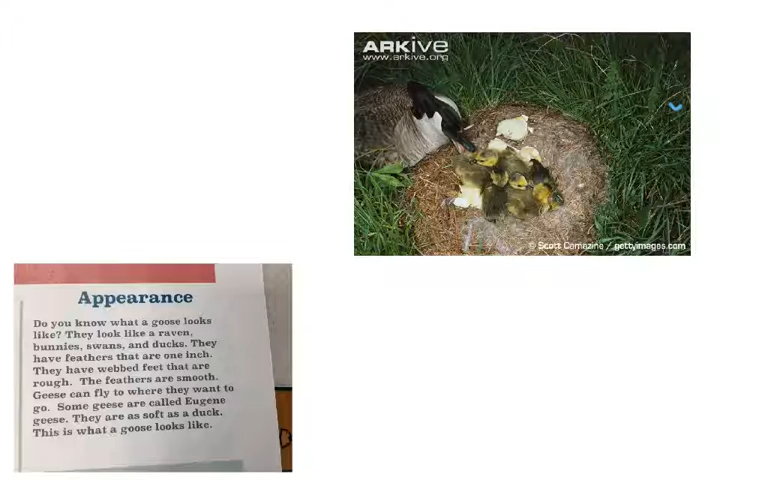 ARKIVE
www.arkive.org
© Scott Camazine / gettyimages.com
Appearance
Do you know what a goose looks
like? They look like a raven,
bunnies, swans, and ducks. They
have feathers that are one inch.
They have webbed feet that are
rough. The feathers are smooth.
Geese can fly to where they want to
go. Some geese are called Eugene
geese. They are as soft as a duck.
This is what a goose looks like.